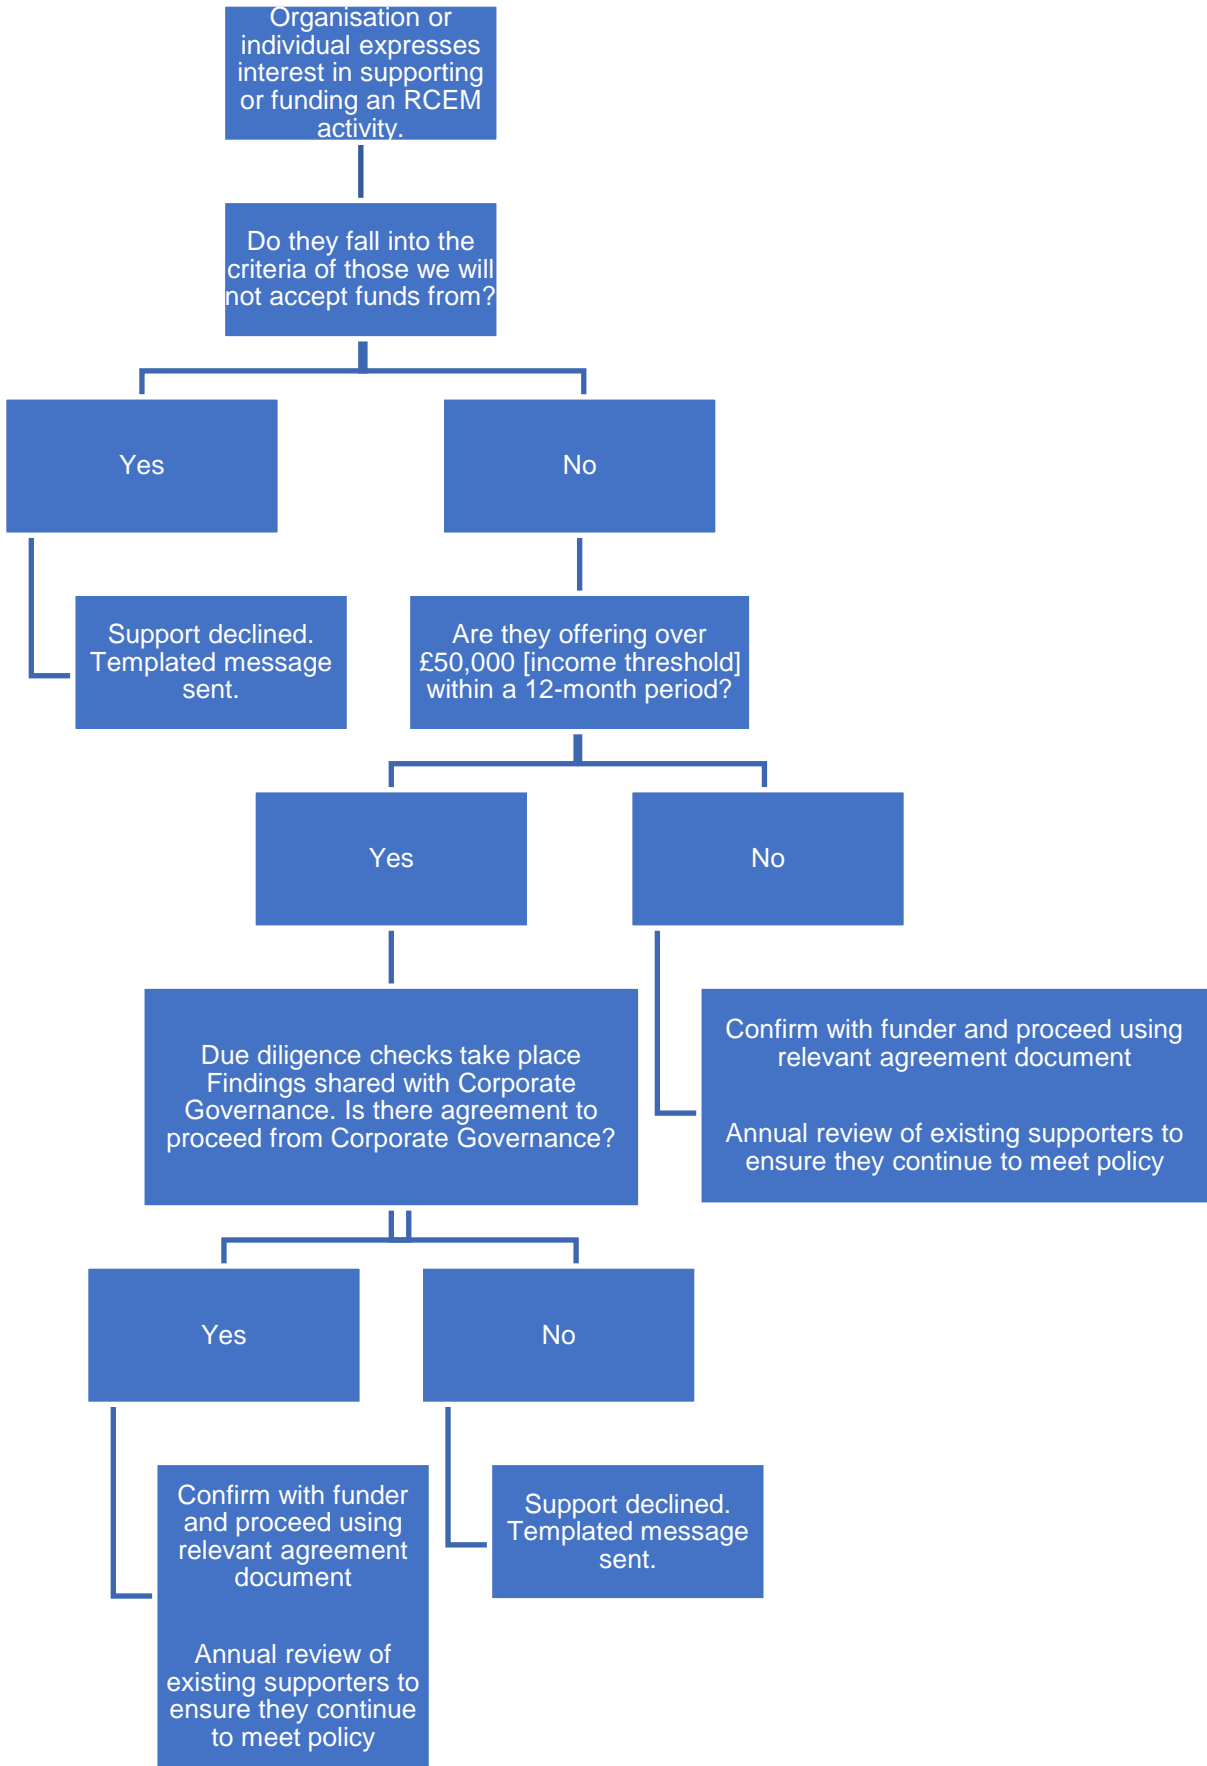 Organisation or
individual expresses
interest in supporting
or funding an RCEM
activity.
Do they fall into the
criteria of those we will
not accept funds from?
Yes
No
Support declined.
Templated message
sent.
Are they offering over
£50,000 [income threshold]
within a 12-month period?
Yes
No
Due diligence checks take place
Findings shared with Corporate
Governance. Is there agreement to
proceed from Corporate Governance?
Confirm with funder and proceed using
relevant agreement document
Annual review of existing supporters to
ensure they continue to meet policy
Yes
No
Confirm with funder
and proceed using
relevant agreement
document
Annual review of
existing supporters to
ensure they continue
to meet policy
Support declined.
Templated message
sent.